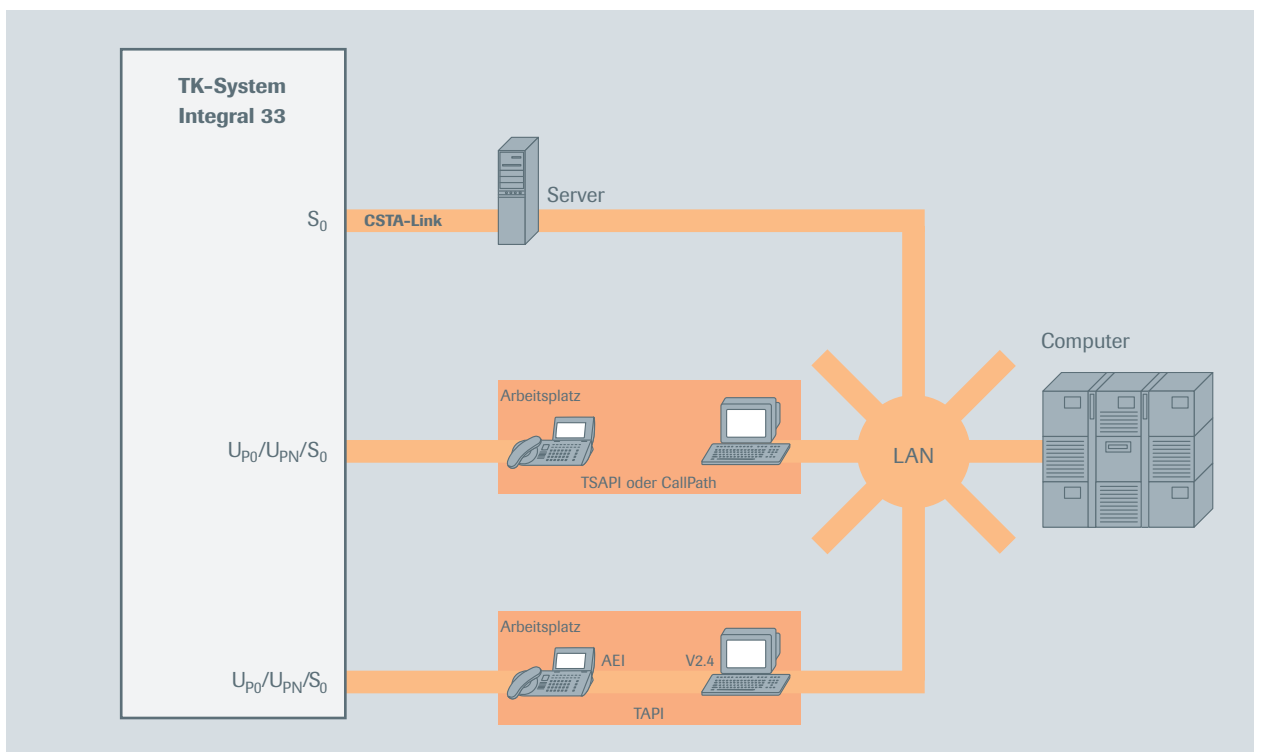 TK-System
Integral 33
Server
S0
CSTA-Link
Computer
Arbeitsplatz
UP0/UPN/S0
LAN
TSAPI oder CallPath
Arbeitsplatz
AEI
V2.4
UP0/UPN/S0
TAPI